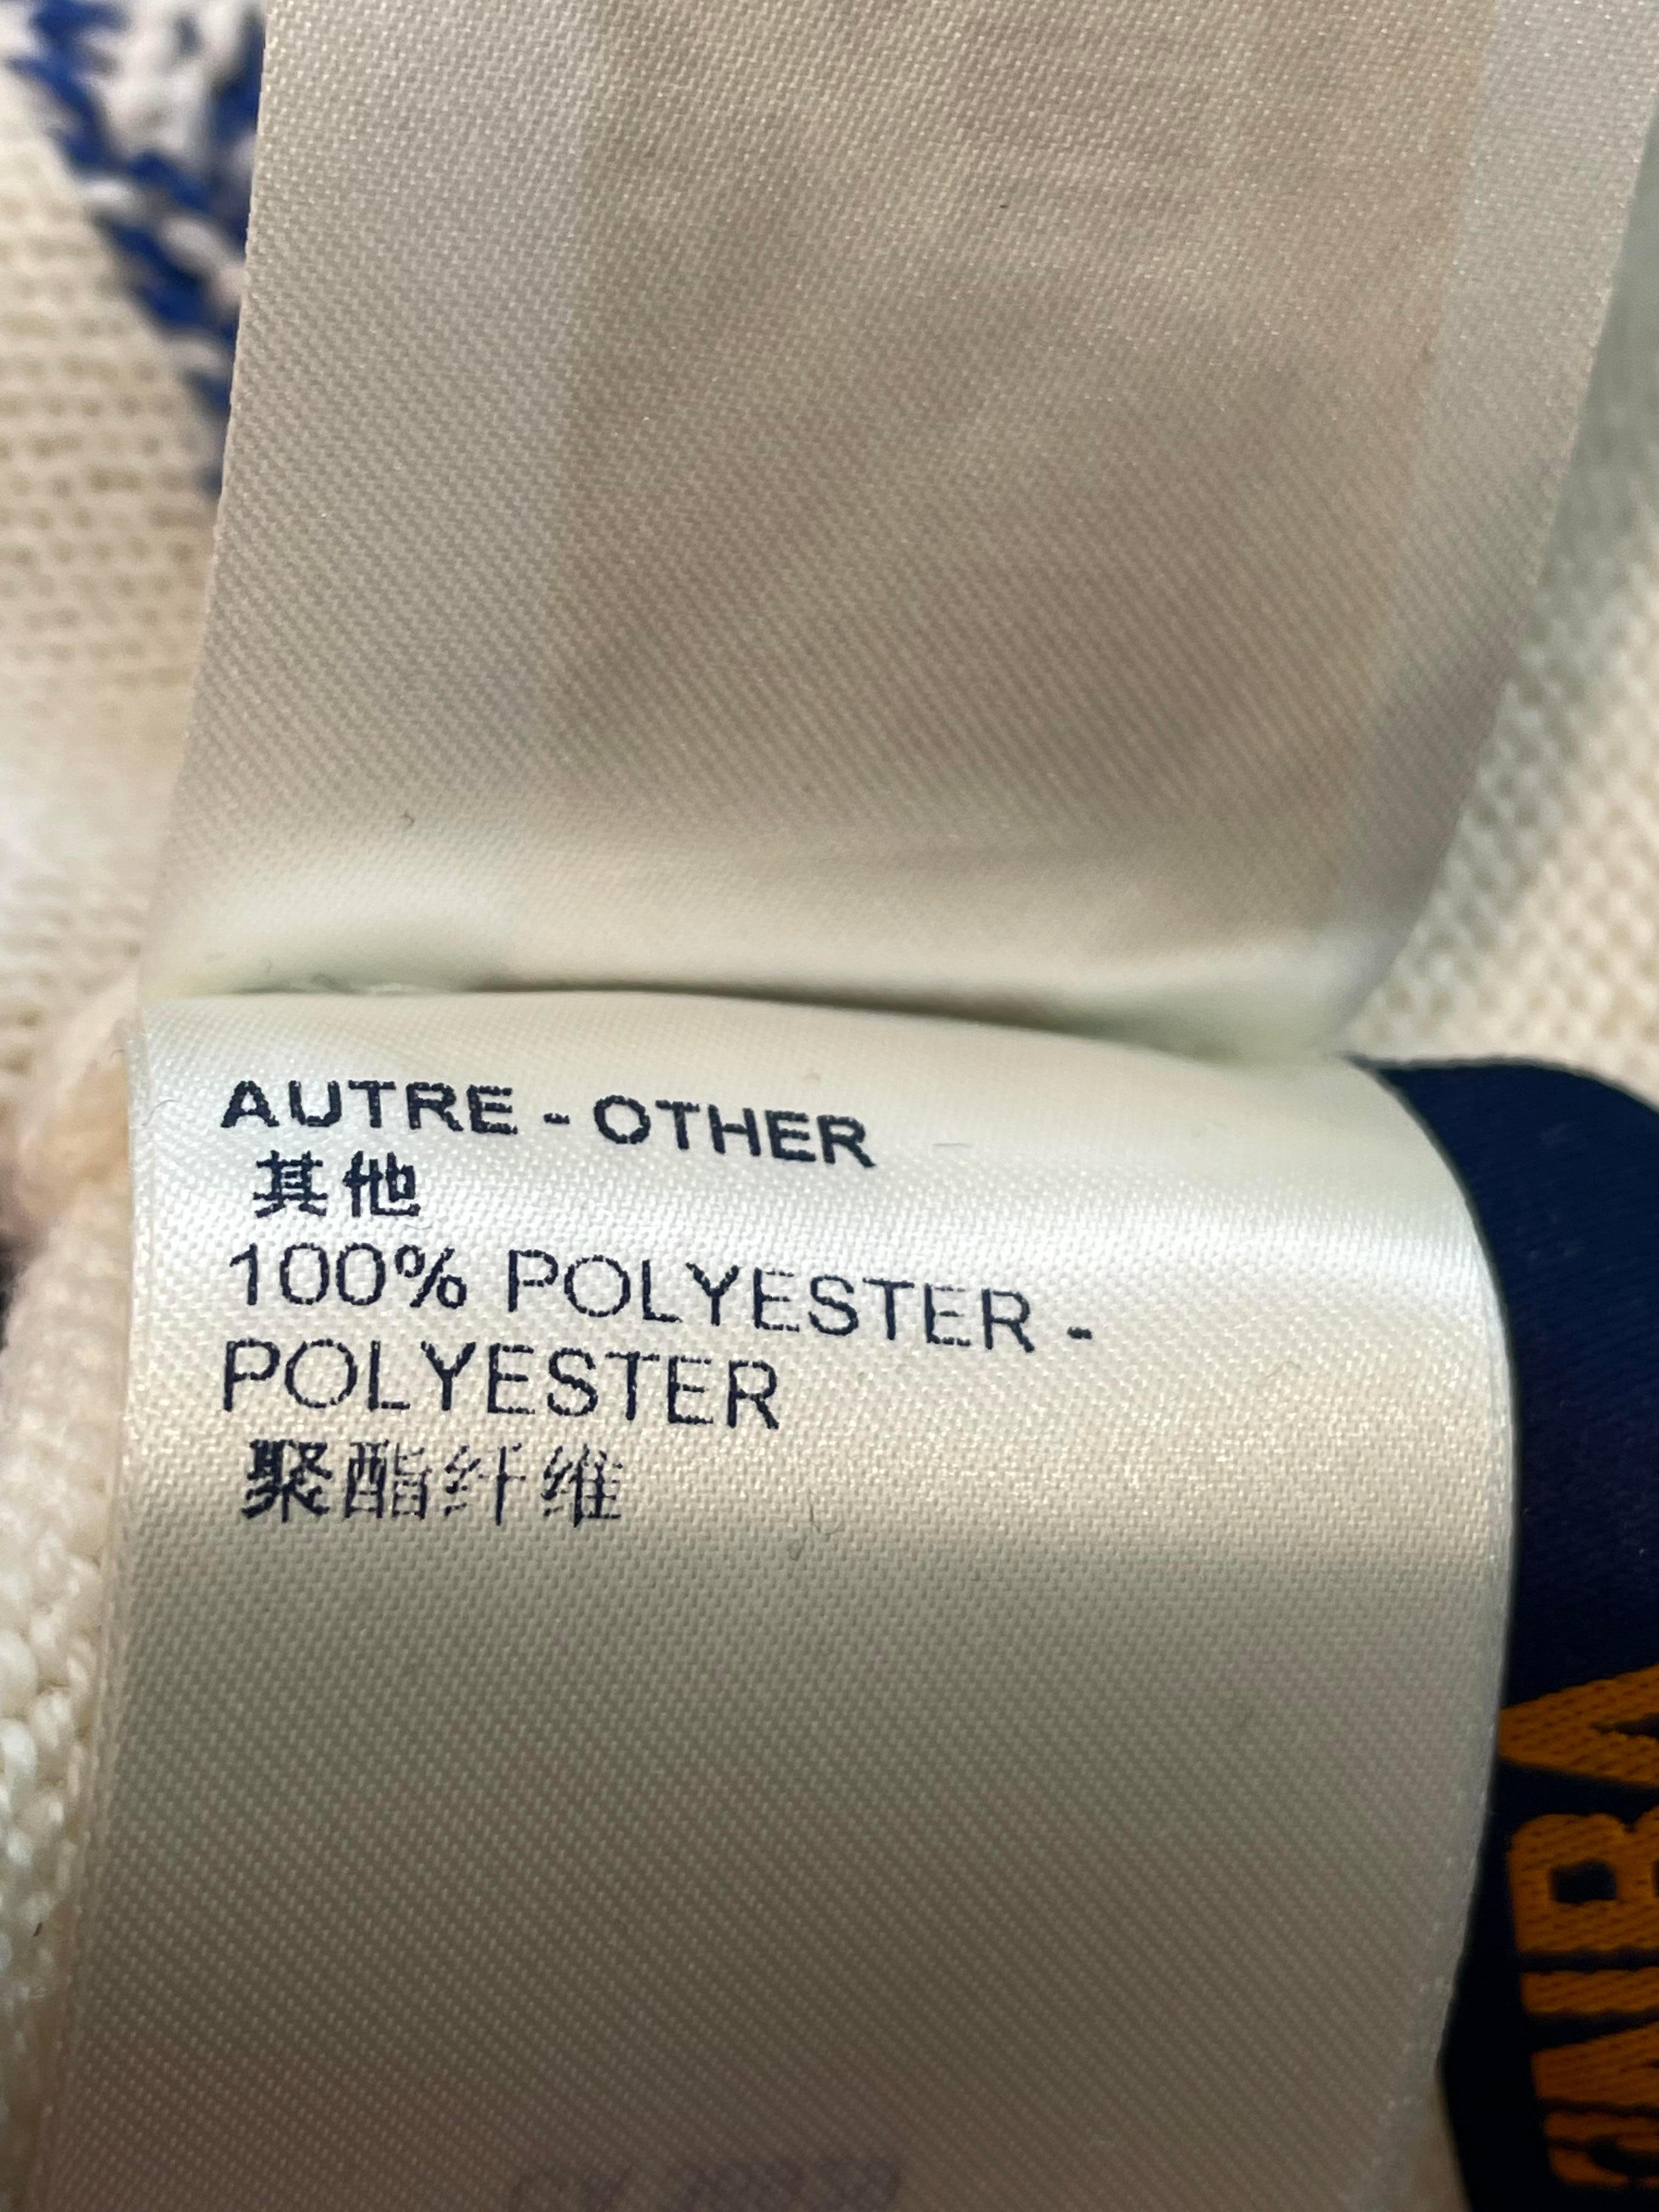 AUTRE - OTHER
其他
100% POLYESTER -
POLYESTER
聚酯纤维